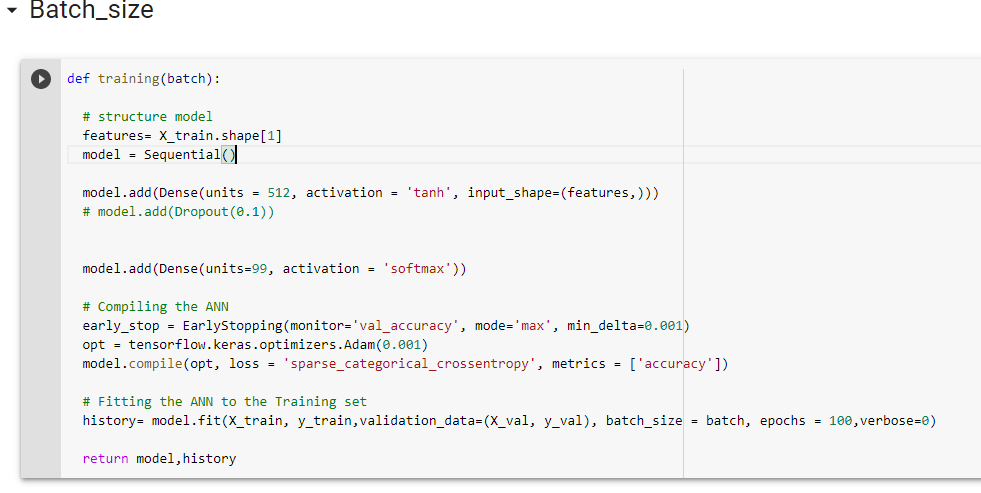 Batch_size
def training(batch):
# structure model
features= X_train.shape[1]
model = Sequential()
model.add(Dense(units = 512, activation = 'tanh', input_shape=(features,)))
# model.add(Dropout(0.1))
model.add(Dense(units=99, activation = 'softmax'))
# Compiling the ANN
early_stop = EarlyStopping(monitor='val_accuracy', mode='max', min_delta=0.001)
opt = tensorflow.keras.optimizers.Adam(0.001)
model.compile(opt, loss = 'sparse_categorical_crossentropy', metrics = ['accuracy'])
# Fitting the ANN to the Training set
history= model.fit(X_train, y_train,validation_data=(X_val, y_val), batch_size = batch, epochs = 100,verbose=0)
return model,history